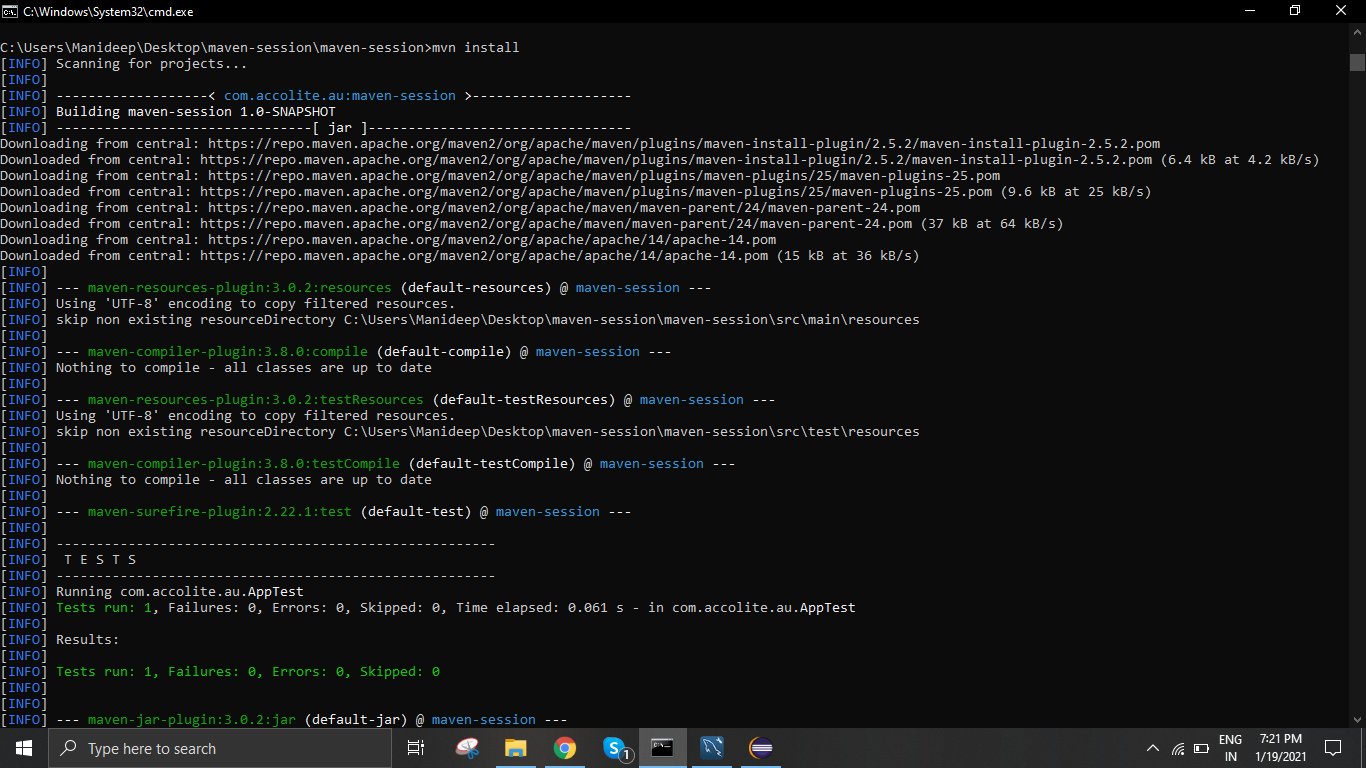 C:\Windows\System32\cmd.exe
C:\Users\Manideep\Desktop\maven-session\maven-session>mvn install
[INFO] Scanning for projects...
[INFO]
[INFO] -------------------< com.accolite.au:maven-session >--------------------
[INFO] Building maven-session 1.0-SNAPSHOT
[INFO] --------------------------------[ jar ]---------------------------------
Downloading from central: https://repo.maven.apache.org/maven2/org/apache/maven/plugins/maven-install-plugin/2.5.2/maven-install-plugin-2.5.2.pom
Downloaded from central: https://repo.maven.apache.org/maven2/org/apache/maven/plugins/maven-install-plugin/2.5.2/maven-install-plugin-2.5.2.pom (6.4 kB at 4.2 kB/s)
Downloading from central: https://repo.maven.apache.org/maven2/org/apache/maven/plugins/maven-plugins/25/maven-plugins-25.pom
Downloaded from central: https://repo.maven.apache.org/maven2/org/apache/maven/plugins/maven-plugins/25/maven-plugins-25.pom (9.6 kB at 25 kB/s)
Downloading from central: https://repo.maven.apache.org/maven2/org/apache/maven/maven-parent/24/maven-parent-24.pom
Downloaded from central: https://repo.maven.apache.org/maven2/org/apache/maven/maven-parent/24/maven-parent-24.pom (37 kB at 64 kB/s)
Downloading from central: https://repo.maven.apache.org/maven2/org/apache/apache/14/apache-14.pom
Downloaded from central: https://repo.maven.apache.org/maven2/org/apache/apache/14/apache-14.pom (15 kB at 36 kB/s)
[INFO]
[INFO] --- maven-resources-plugin:3.0.2:resources (default-resources) @ maven-session ---
[INFO] Using 'UTF-8' encoding to copy filtered resources.
[INFO] skip non existing resourceDirectory C:\Users\Manideep\Desktop\maven-session\maven-session\src\main\resources
[INFO]
[INFO] --- maven-compiler-plugin:3.8.0:compile (default-compile) @ maven-session ---
[INFO] Nothing to compile - all classes are up to date
[INFO]
[INFO] --- maven-resources-plugin:3.0.2:testResources (default-testResources) @ maven-session ---
[INFO] Using 'UTF-8' encoding to copy filtered resources.
[INFO] skip non existing resourceDirectory C:\Users\Manideep\Desktop\maven-session\maven-session\src\test\resources
[INFO]
[INFO] --- maven-compiler-plugin:3.8.0:testCompile (default-testCompile) @ maven-session ---
[INFO] Nothing to compile - all classes are up to date
[INFO]
[INFO] --- maven-surefire-plugin:2.22.1:test (default-test) @ maven-session ---
[INFO]
[INFO] -------------------------------------------------------
[INFO]  T E S T S
[INFO] -------------------------------------------------------
[INFO] Running com.accolite.au.AppTest
[INFO] Tests run: 1, Failures: 0, Errors: 0, Skipped: 0, Time elapsed: 0.061 s - in com.accolite.au.AppTest
[INFO]
[INFO] Results:
[INFO]
[INFO] Tests run: 1, Failures: 0, Errors: 0, Skipped: 0
[INFO]
[INFO]
[INFO] --- maven-jar-plugin:3.0.2:jar (default-jar) @ maven-session ---
Type here to search
1
ENG
IN
7:21 PM
1/19/2021